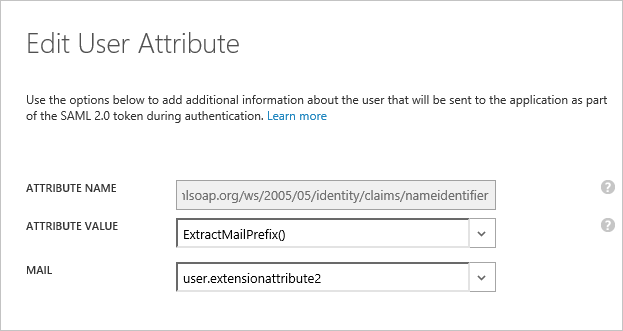 Edit User Attribute
Use the options below to add additional information about the user that will be sent to the application as part
of the SAML 2.0 token during authentication. Learn more
ATTRIBUTE NAME
ılsoap.org/ws/2005/05/identity/claims/nameidentifier
?
ATTRIBUTE VALUE
ExtractMailPrefix()
?
MAIL
user.extensionattribute2